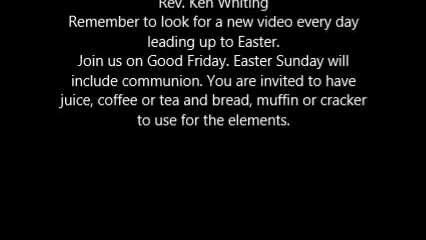 Rev. Ken Whiting
Remember to look for a new video every day
leading up to Easter.
Join us on Good Friday. Easter Sunday will
include communion. You are invited to have
juice, coffee or tea and bread, muffin or cracker
to use for the elements.